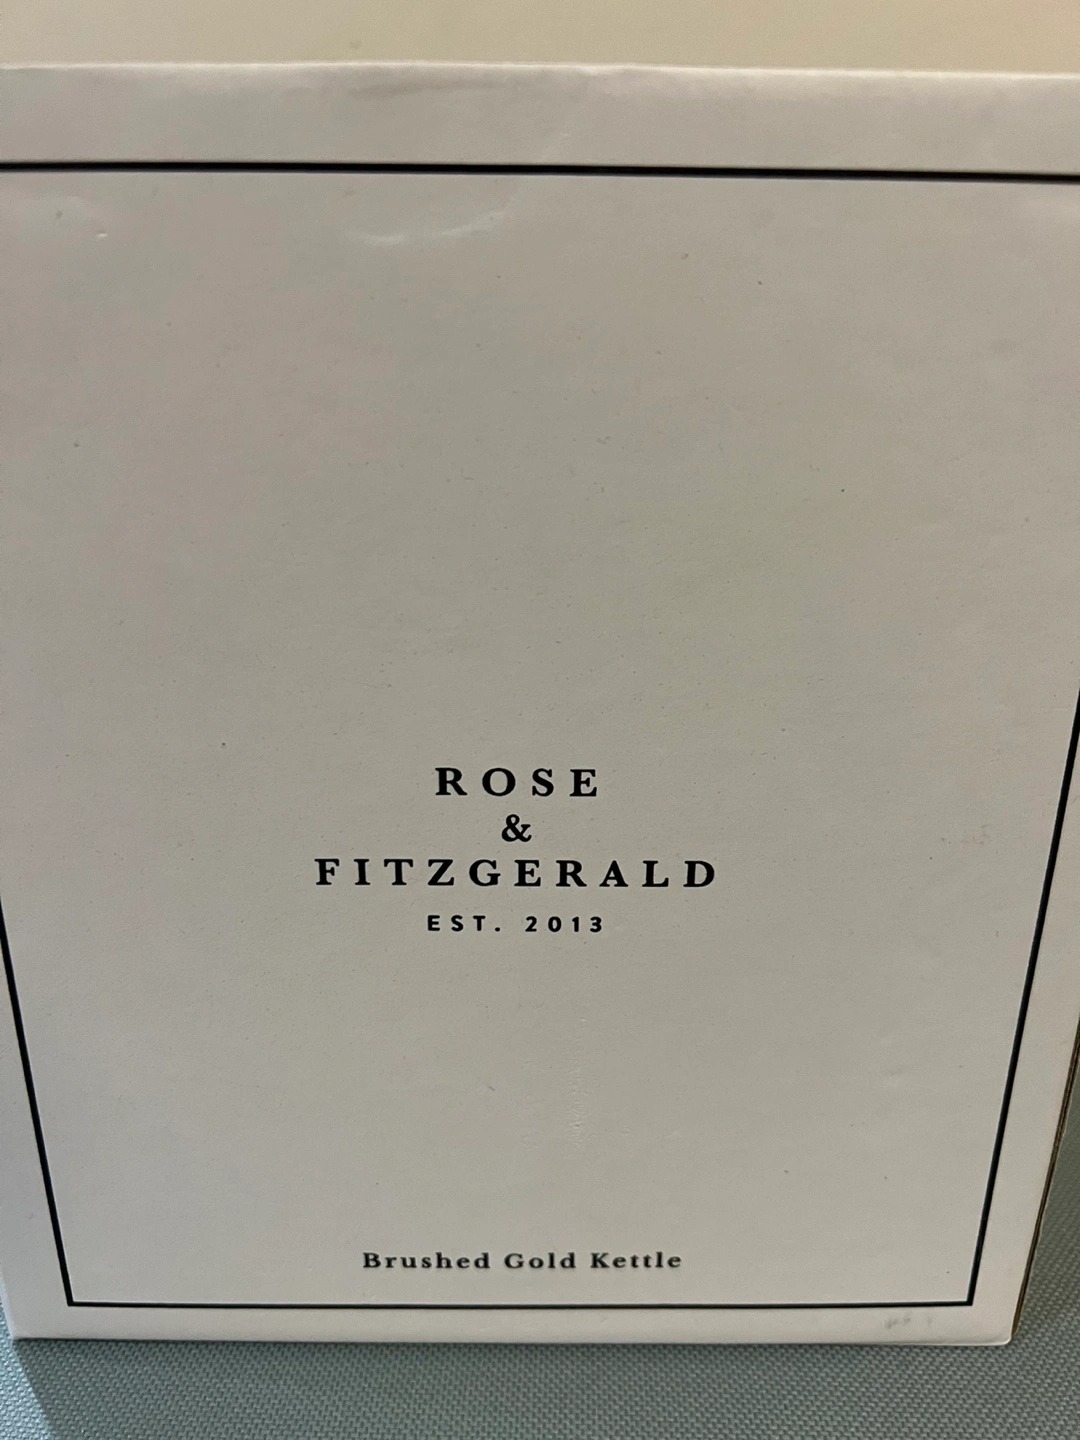 ROSE
&
FITZGERALD
EST. 2013
Brushed Gold Kettle